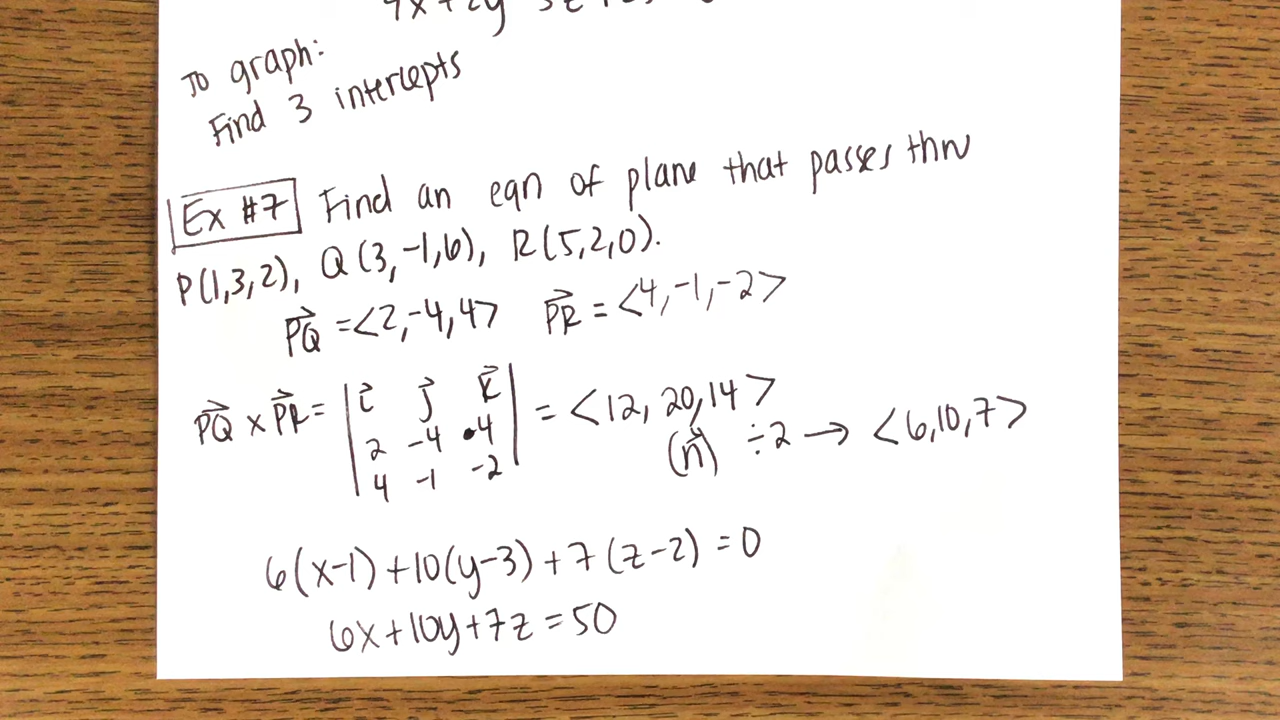 To graph:
Find 3 intercepts
Ex #7 Find an eqn of plane that passes thru
P(1,3,2), Q(3,-1,6), R(5,2,0).
PQ⃗ = <2,-4,4> PR⃗ = <4,-1,-2>
PQ⃗ × PR⃗ = | i⃗ j⃗ k⃗ | = <12, 20, 14>
2 -4 4 (n⃗) ÷2 → <6,10,7>
4 -1 -2
6(x-1) + 10(y-3) + 7(z-2) = 0
6x + 10y + 7z = 50